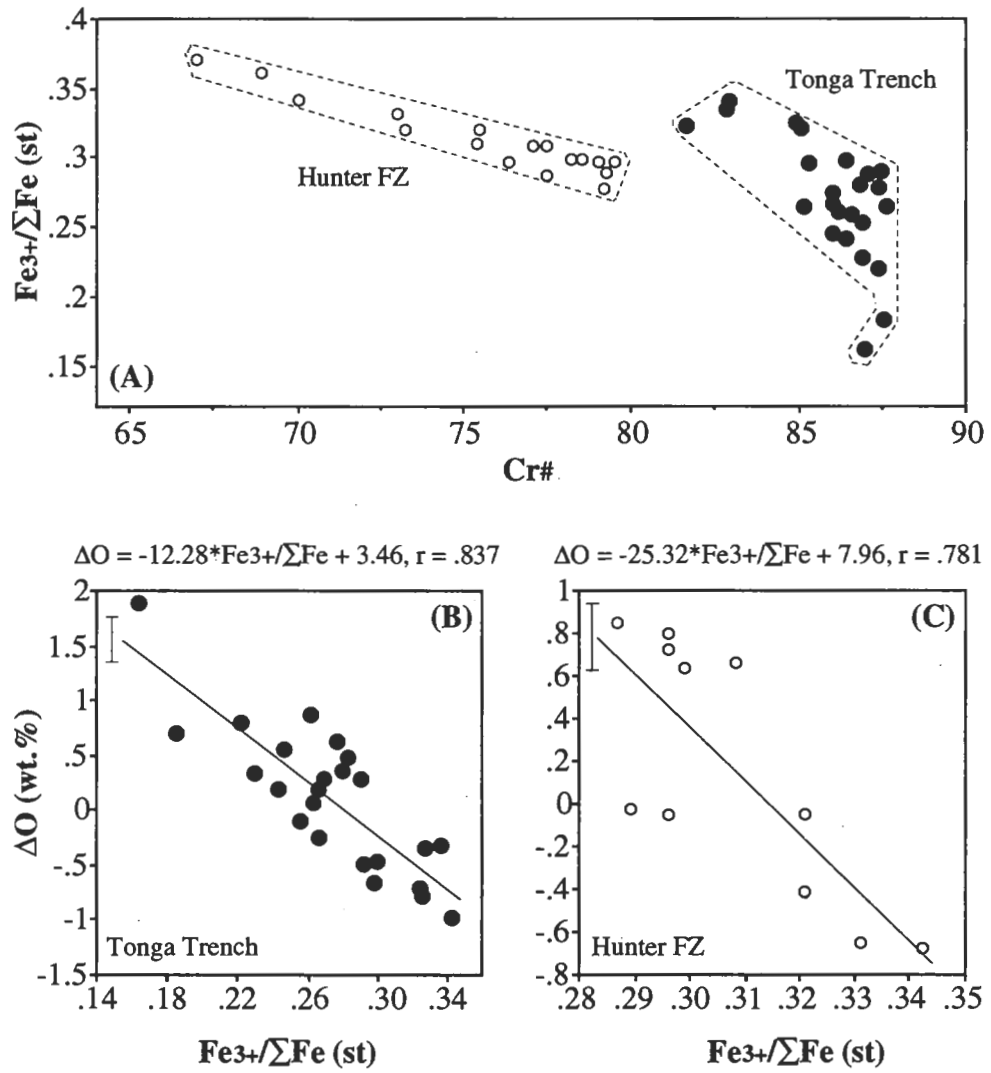 .4
.35
.3
.25
.2
.15
Fe3+/∑Fe (st)
Tonga Trench
Hunter FZ
(A)
65 70 75 80 85 90
Cr#
ΔO = -12.28*Fe3+/∑Fe + 3.46, r = .837
2
1.5
1
.5
0
-.5
-1
-1.5
ΔO (wt.%)
(B)
Tonga Trench
.14 .18 .22 .26 .30 .34
Fe3+/∑Fe (st)
ΔO = -25.32*Fe3+/∑Fe + 7.96, r = .781
1
.8
.6
.4
.2
0
-.2
-.4
-.6
-.8
(C)
Hunter FZ
.28 .29 .30 .31 .32 .33 .34 .35
Fe3+/∑Fe (st)